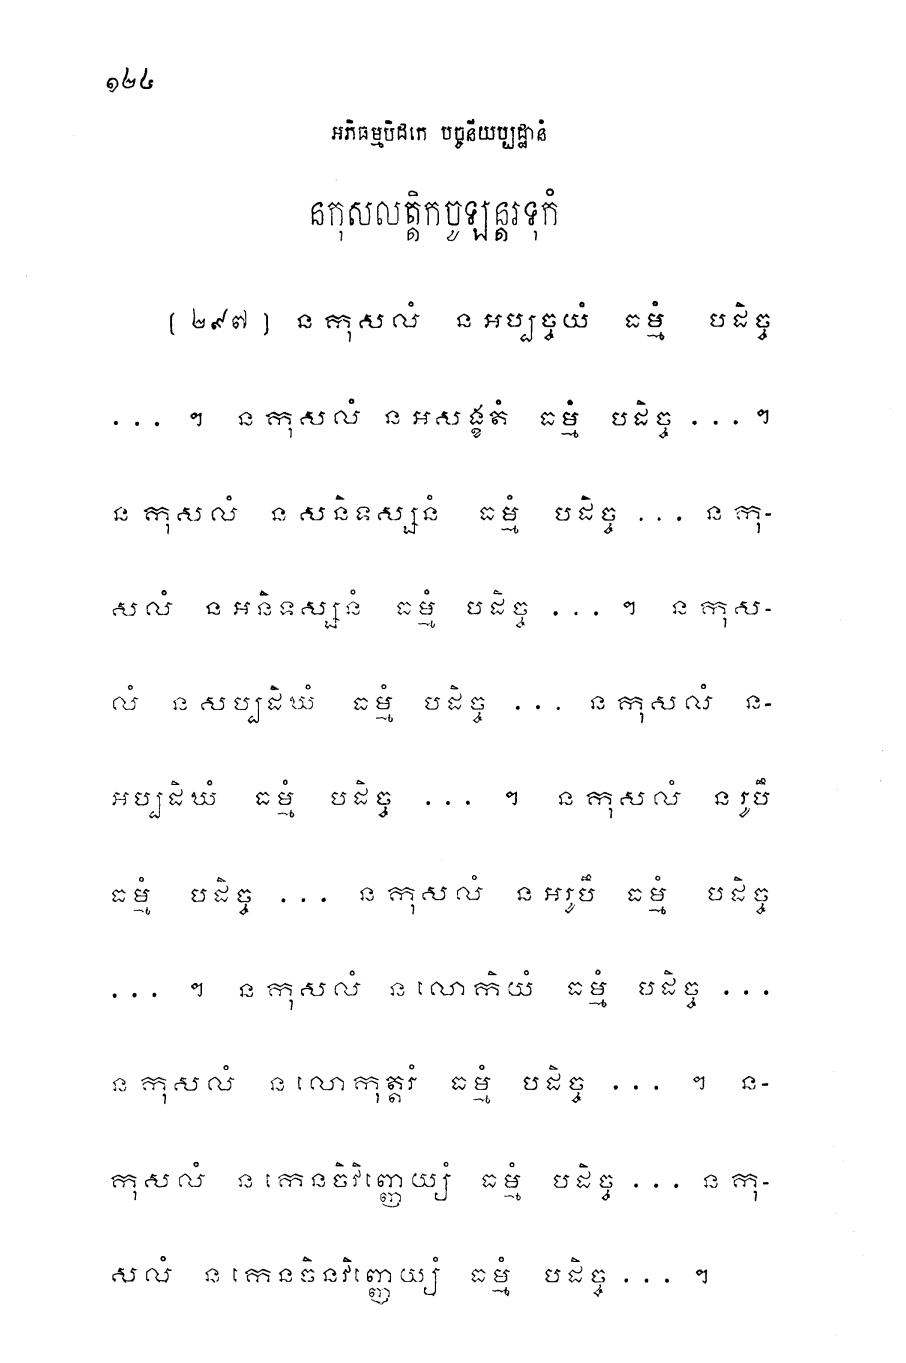 ១២៤
អភិធម្មបិដកេ បច្ចនីយប្បដ្ឋានំ
នកុសលត្តិកចូឡន្តរទុកំ
[ ២៩៧ ] ន កុសលំ ន អប្បច្ចយំ ធម្មំ បដិច្ច
... ។ ន កុសលំ ន អសង្ខតំ ធម្មំ បដិច្ច ... ។
ន កុសលំ ន សនិទស្សនំ ធម្មំ បដិច្ច ... ន កុ-
សលំ ន អនិទស្សនំ ធម្មំ បដិច្ច ... ។ ន កុស-
លំ ន សប្បដិឃំ ធម្មំ បដិច្ច ... ន កុសលំ ន-
អប្បដិឃំ ធម្មំ បដិច្ច ... ។ ន កុសលំ ន រូបឹ
ធម្មំ បដិច្ច ... ន កុសលំ ន អរូបឹ ធម្មំ បដិច្ច
... ។ ន កុសលំ ន លោកិយំ ធម្មំ បដិច្ច ...
ន កុសលំ ន លោកុត្តរំ ធម្មំ បដិច្ច ... ។ ន-
កុសលំ ន កេនចិវិញ្ញេយ្យំ ធម្មំ បដិច្ច ... ន កុ-
សលំ ន កេនចិនវិញ្ញេយ្យំ ធម្មំ បដិច្ច ... ។